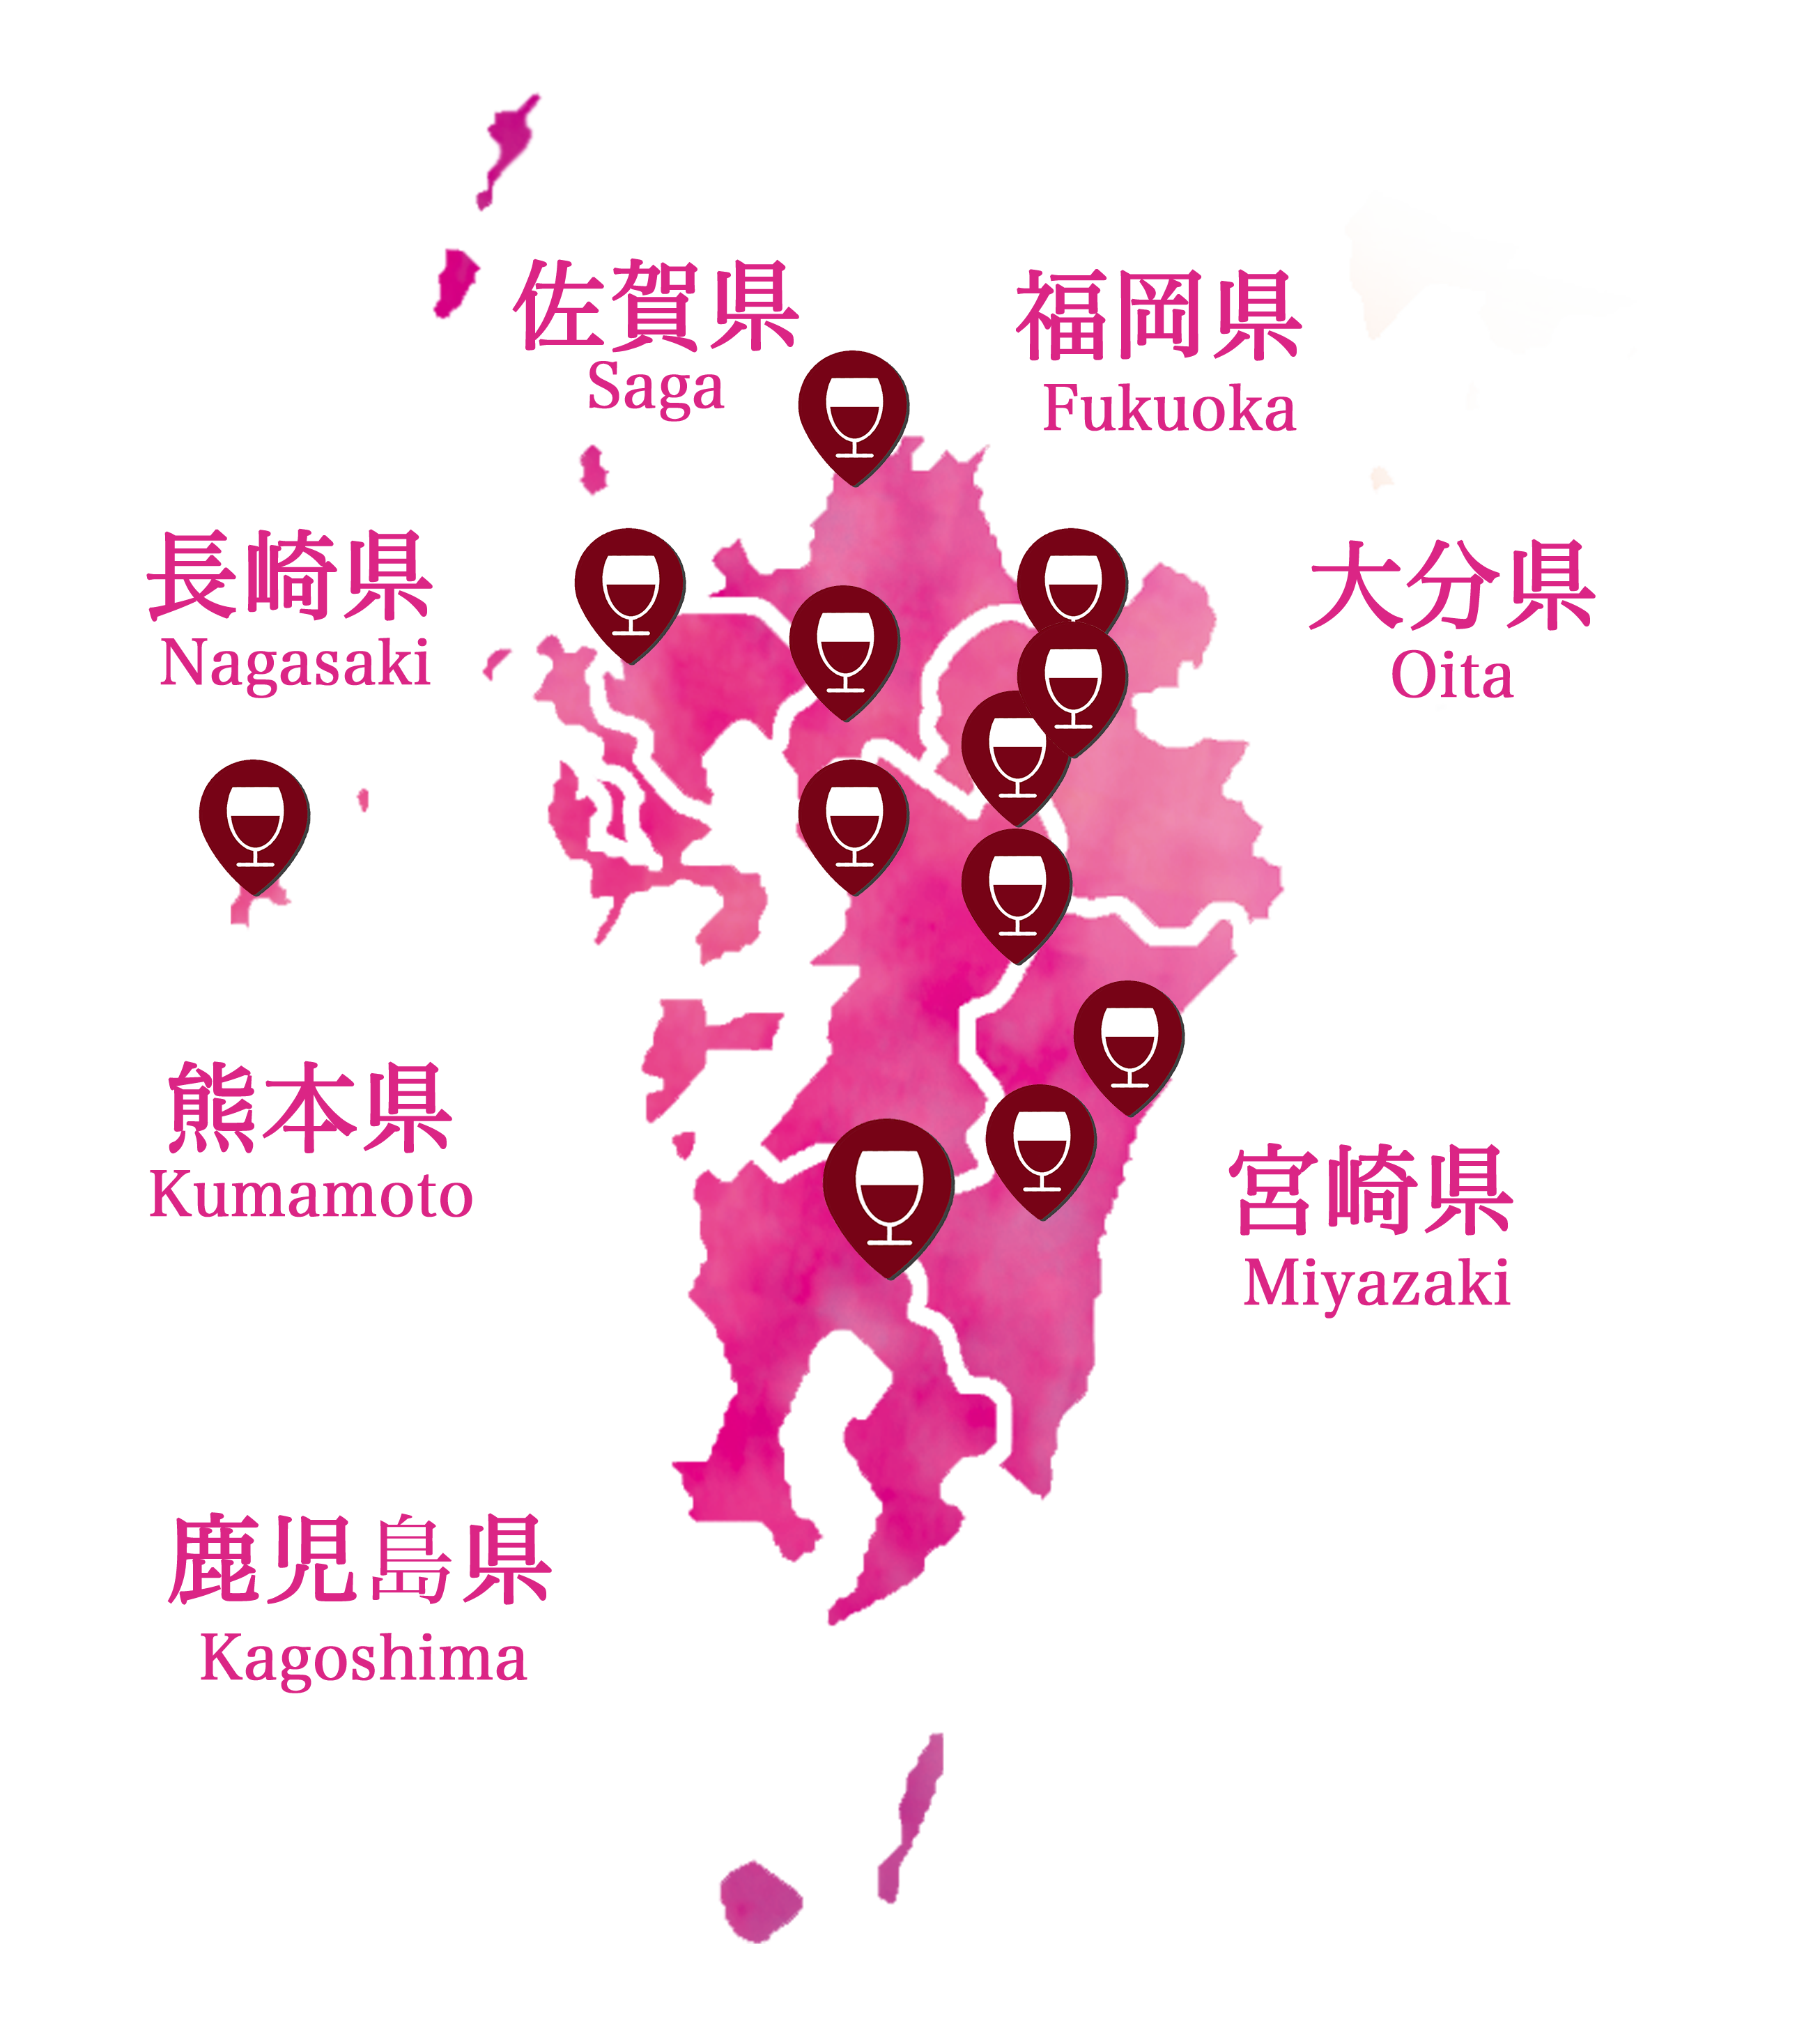 佐賀県
Saga
福岡県
Fukuoka
長崎県
Nagasaki
大分県
Oita
熊本県
Kumamoto
宮崎県
Miyazaki
鹿児島県
Kagoshima